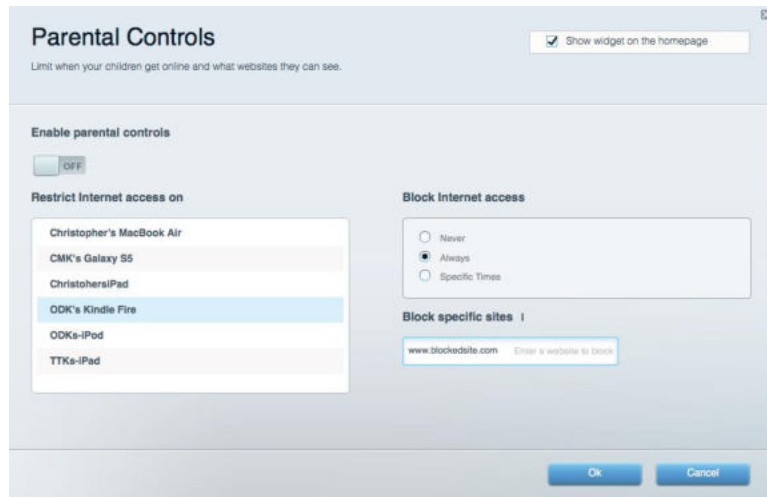 Parental Controls
Show widget on the homepage
Limit when your children get online and what websites they can see.
Enable parental controls
OFF
Restrict Internet access on
Block Internet access
Christopher's MacBook Air
CMK's Galaxy S5
ChristohersiPad
ODK's Kindle Fire
ODKs-iPod
TTKs-iPad
Never
Always
Specific Times
Block specific sites |
www.blockedsite.com Enter a website to block
Ok
Cancel